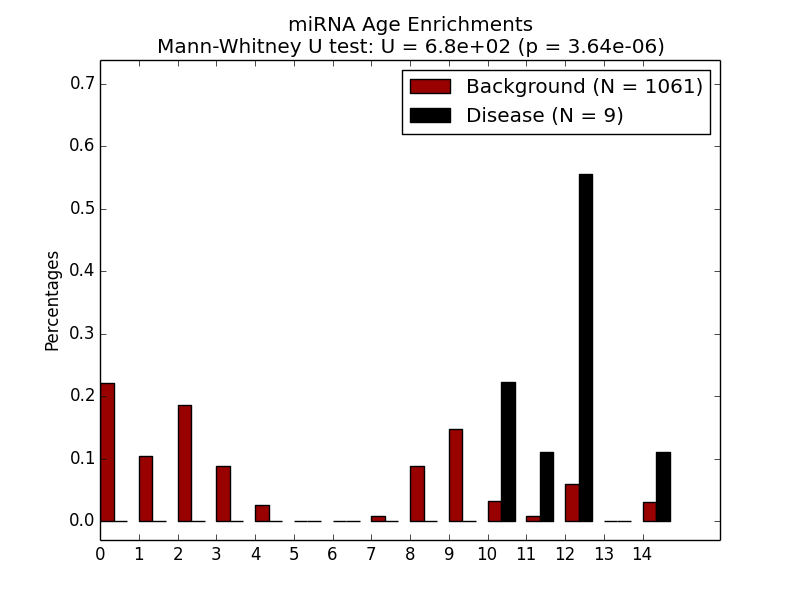 miRNA Age Enrichments
Mann-Whitney U test: U = 6.8e+02 (p = 3.64e-06)
Background (N = 1061)
Disease (N = 9)
Percentages
0.7
0.6
0.5
0.4
0.3
0.2
0.1
0.0
0 1 2 3 4 5 6 7 8 9 10 11 12 13 14